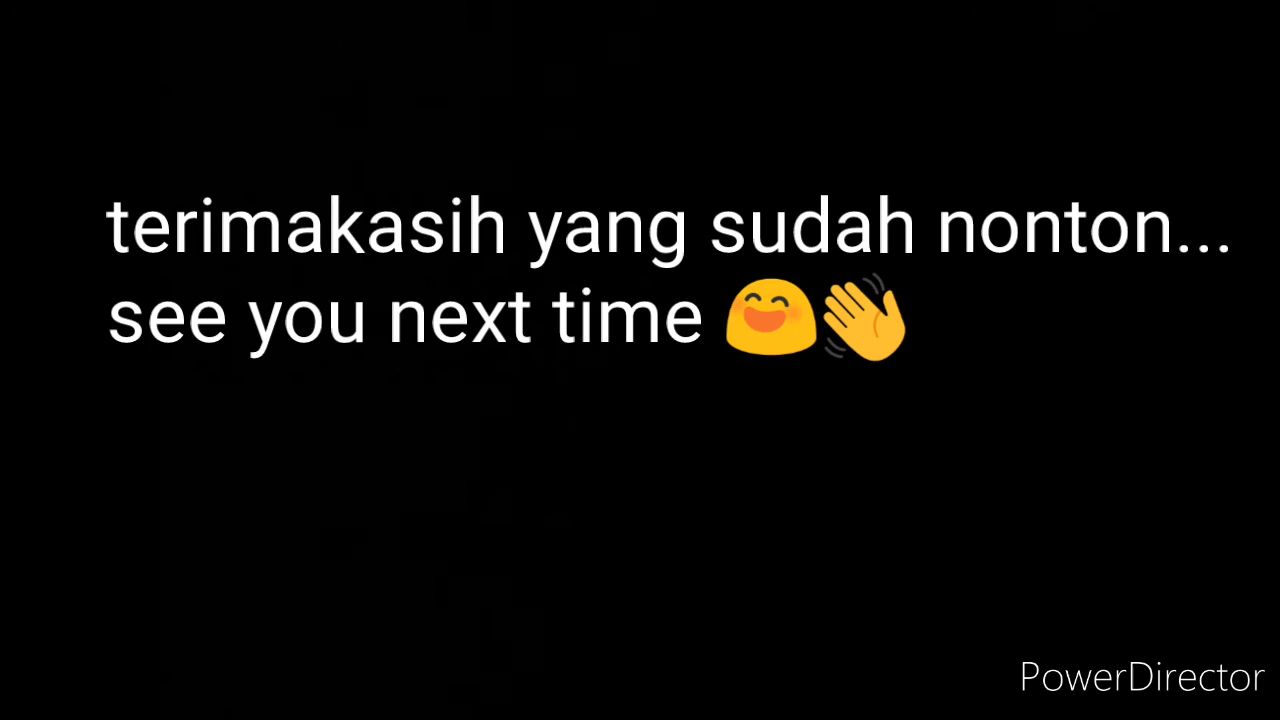 terimakasih yang sudah nonton...
see you next time 😄👋
PowerDirector